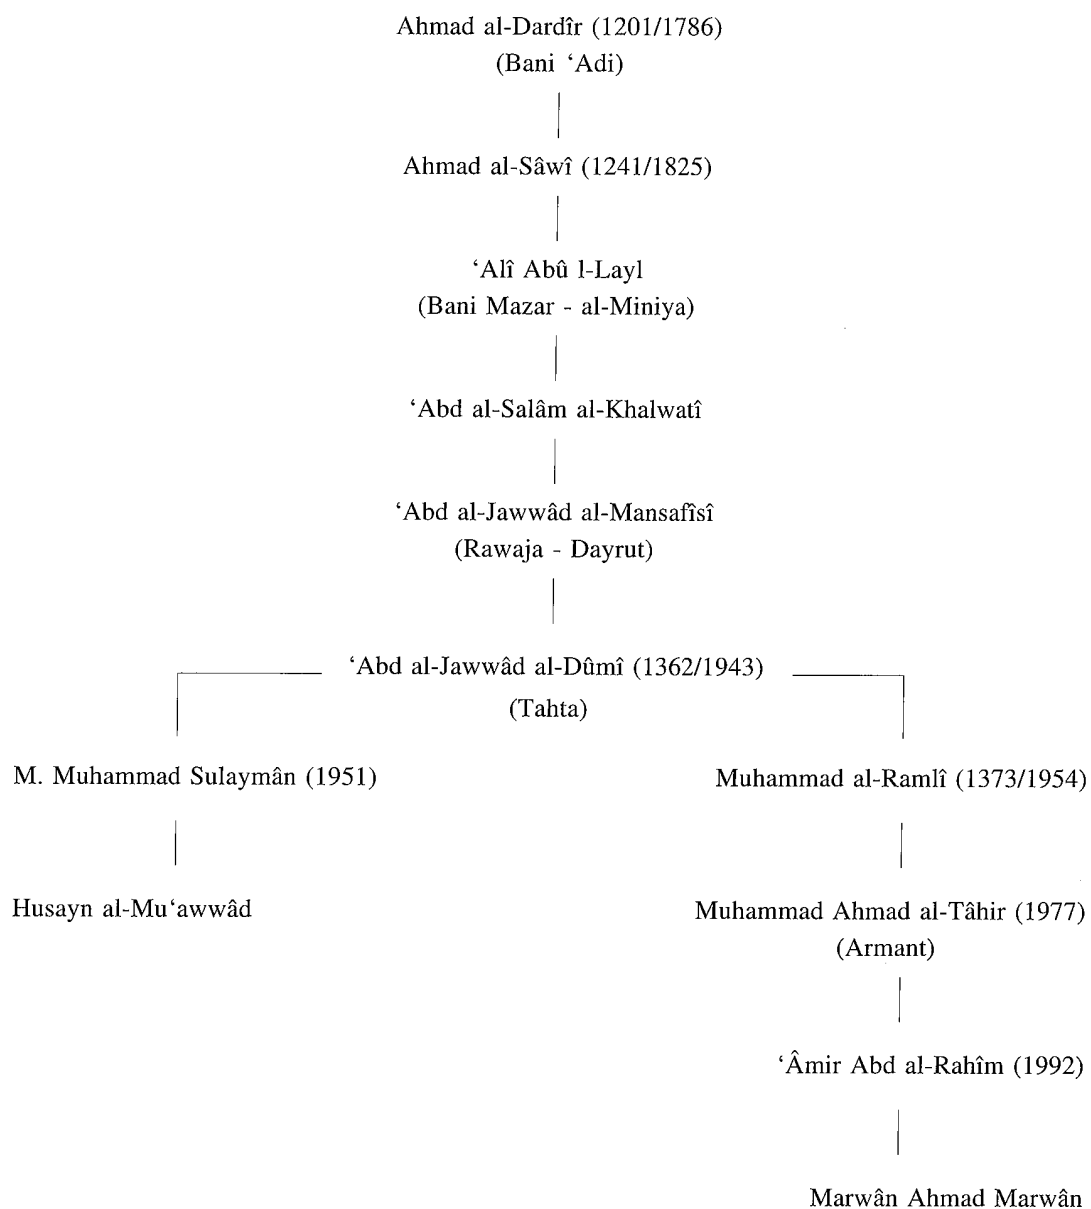 Ahmad al-Dardîr (1201/1786)
(Bani ‘Adi)
Ahmad al-Sâwî (1241/1825)
‘Alî Abû l-Layl
(Bani Mazar - al-Miniya)
‘Abd al-Salâm al-Khalwatî
‘Abd al-Jawwâd al-Mansafîsî
(Rawaja - Dayrut)
‘Abd al-Jawwâd al-Dûmî (1362/1943)
(Tahta)
M. Muhammad Sulaymân (1951)
Muhammad al-Ramlî (1373/1954)
Husayn al-Mu‘awwâd
Muhammad Ahmad al-Tâhir (1977)
(Armant)
‘Âmir Abd al-Rahîm (1992)
Marwân Ahmad Marwân